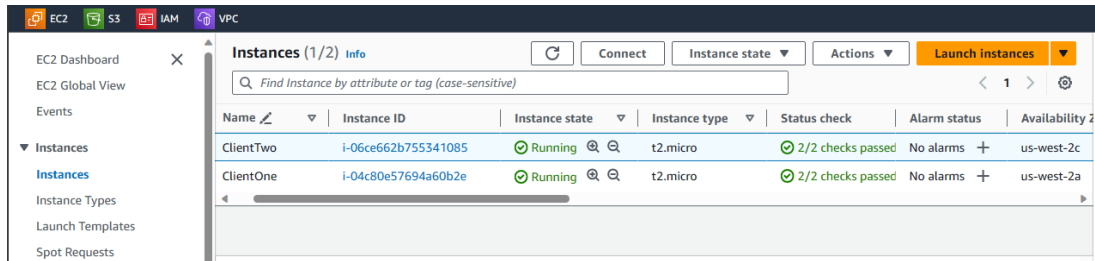 EC2 S3 IAM VPC
EC2 Dashboard
EC2 Global View
Events
Instances
Instances
Instance Types
Launch Templates
Spot Requests
Instances (1/2) Info
Connect
Instance state
Actions
Launch instances
Find Instance by attribute or tag (case-sensitive)
1
Name Instance ID Instance state Instance type Status check Alarm status Availability Z
ClientTwo i-06ce662b755341085 Running t2.micro 2/2 checks passed No alarms us-west-2c
ClientOne i-04c80e57694a60b2e Running t2.micro 2/2 checks passed No alarms us-west-2a